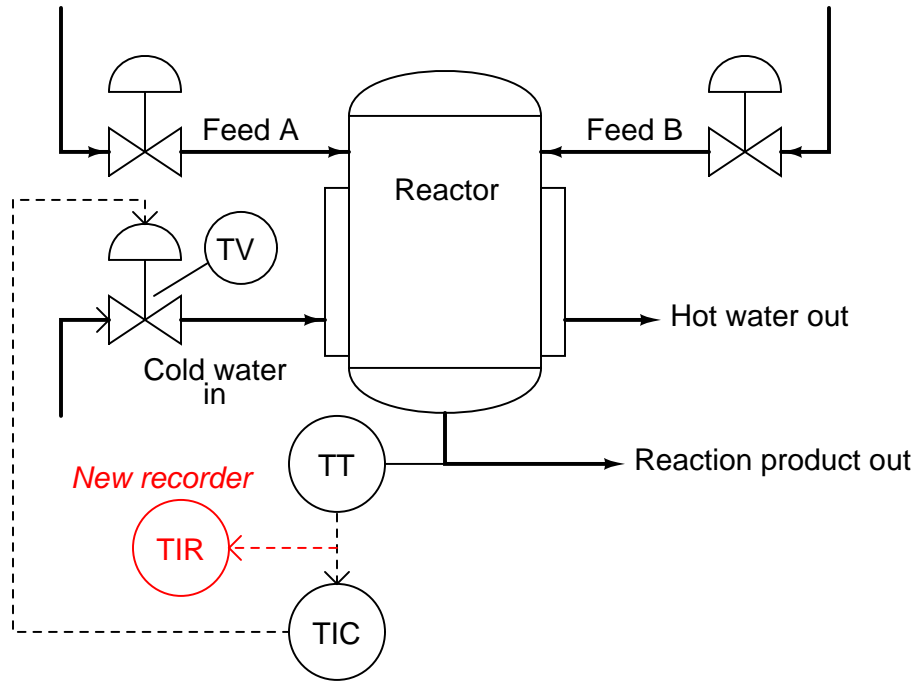 Feed A
Feed B
Reactor
TV
Hot water out
Cold water
in
TT
Reaction product out
New recorder
TIR
TIC